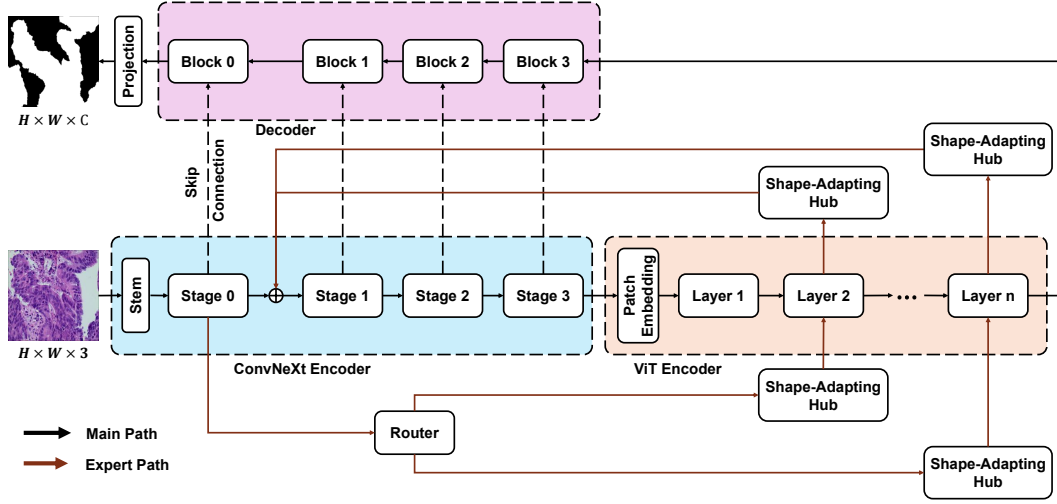 Projection
Block 0
Block 1
Block 2
Block 3
H × W × C
Decoder
Skip
Connection
Shape-Adapting
Hub
Shape-Adapting
Hub
Stem
Stage 0
Stage 1
Stage 2
Stage 3
Patch
Embedding
Layer 1
Layer 2
...
Layer n
H × W × 3
ConvNeXt Encoder
ViT Encoder
Shape-Adapting
Hub
Router
Main Path
Expert Path
Shape-Adapting
Hub